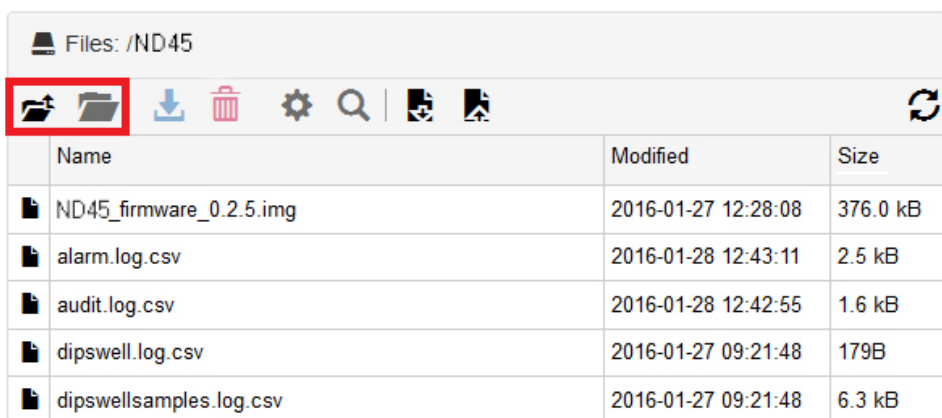 Files: /ND45
Name Modified Size
ND45_firmware_0.2.5.img 2016-01-27 12:28:08 376.0 kB
alarm.log.csv 2016-01-28 12:43:11 2.5 kB
audit.log.csv 2016-01-28 12:42:55 1.6 kB
dipswell.log.csv 2016-01-27 09:21:48 179B
dipswellsamples.log.csv 2016-01-27 09:21:48 6.3 kB